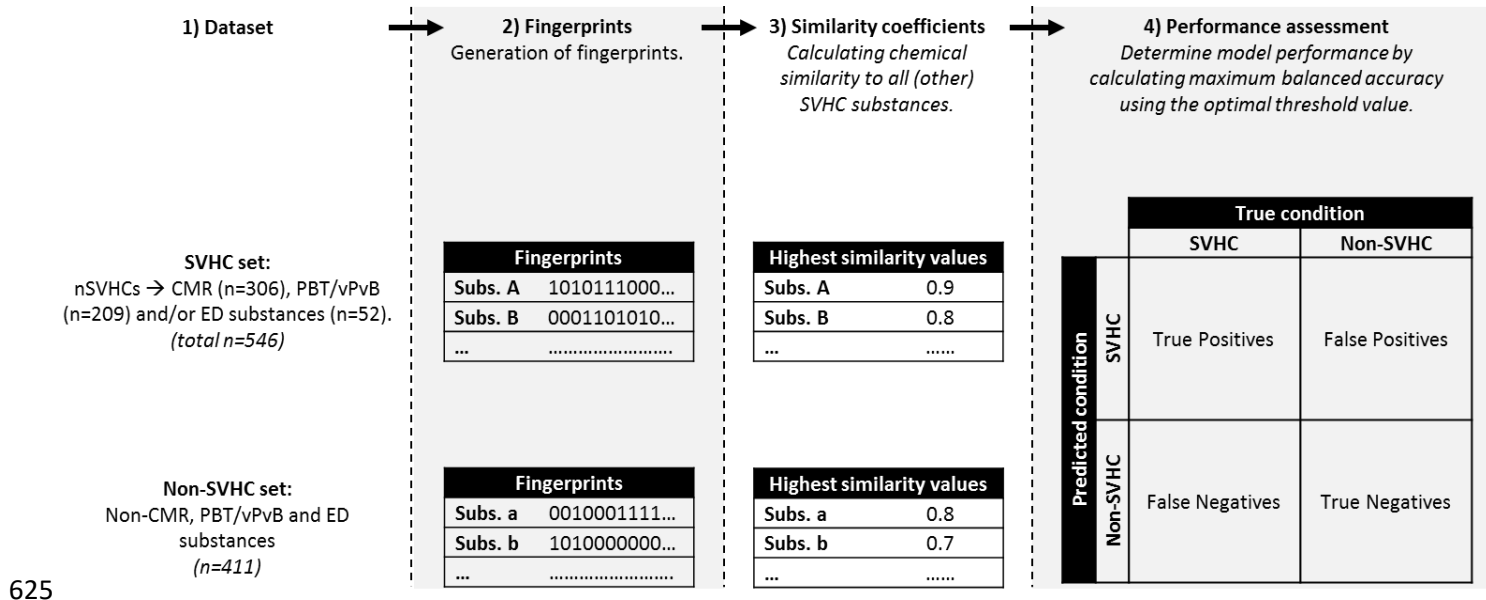 1) Dataset
2) Fingerprints
Generation of fingerprints.
3) Similarity coefficients
Calculating chemical
similarity to all (other)
SVHC substances.
4) Performance assessment
Determine model performance by
calculating maximum balanced accuracy
using the optimal threshold value.
SVHC set:
nSVHCs → CMR (n=306), PBT/vPvB
(n=209) and/or ED substances (n=52).
(total n=546)
Fingerprints
Subs. A 1010111000...
Subs. B 0001101010...
... ........................
Highest similarity values
Subs. A 0.9
Subs. B 0.8
... ......
Non-SVHC set:
Non-CMR, PBT/vPvB and ED
substances
(n=411)
Fingerprints
Subs. a 0010001111...
Subs. b 1010000000...
... ........................
Highest similarity values
Subs. a 0.8
Subs. b 0.7
... ......
True condition
SVHC Non-SVHC
Predicted condition
SVHC
True Positives False Positives
Non-SVHC
False Negatives True Negatives
625